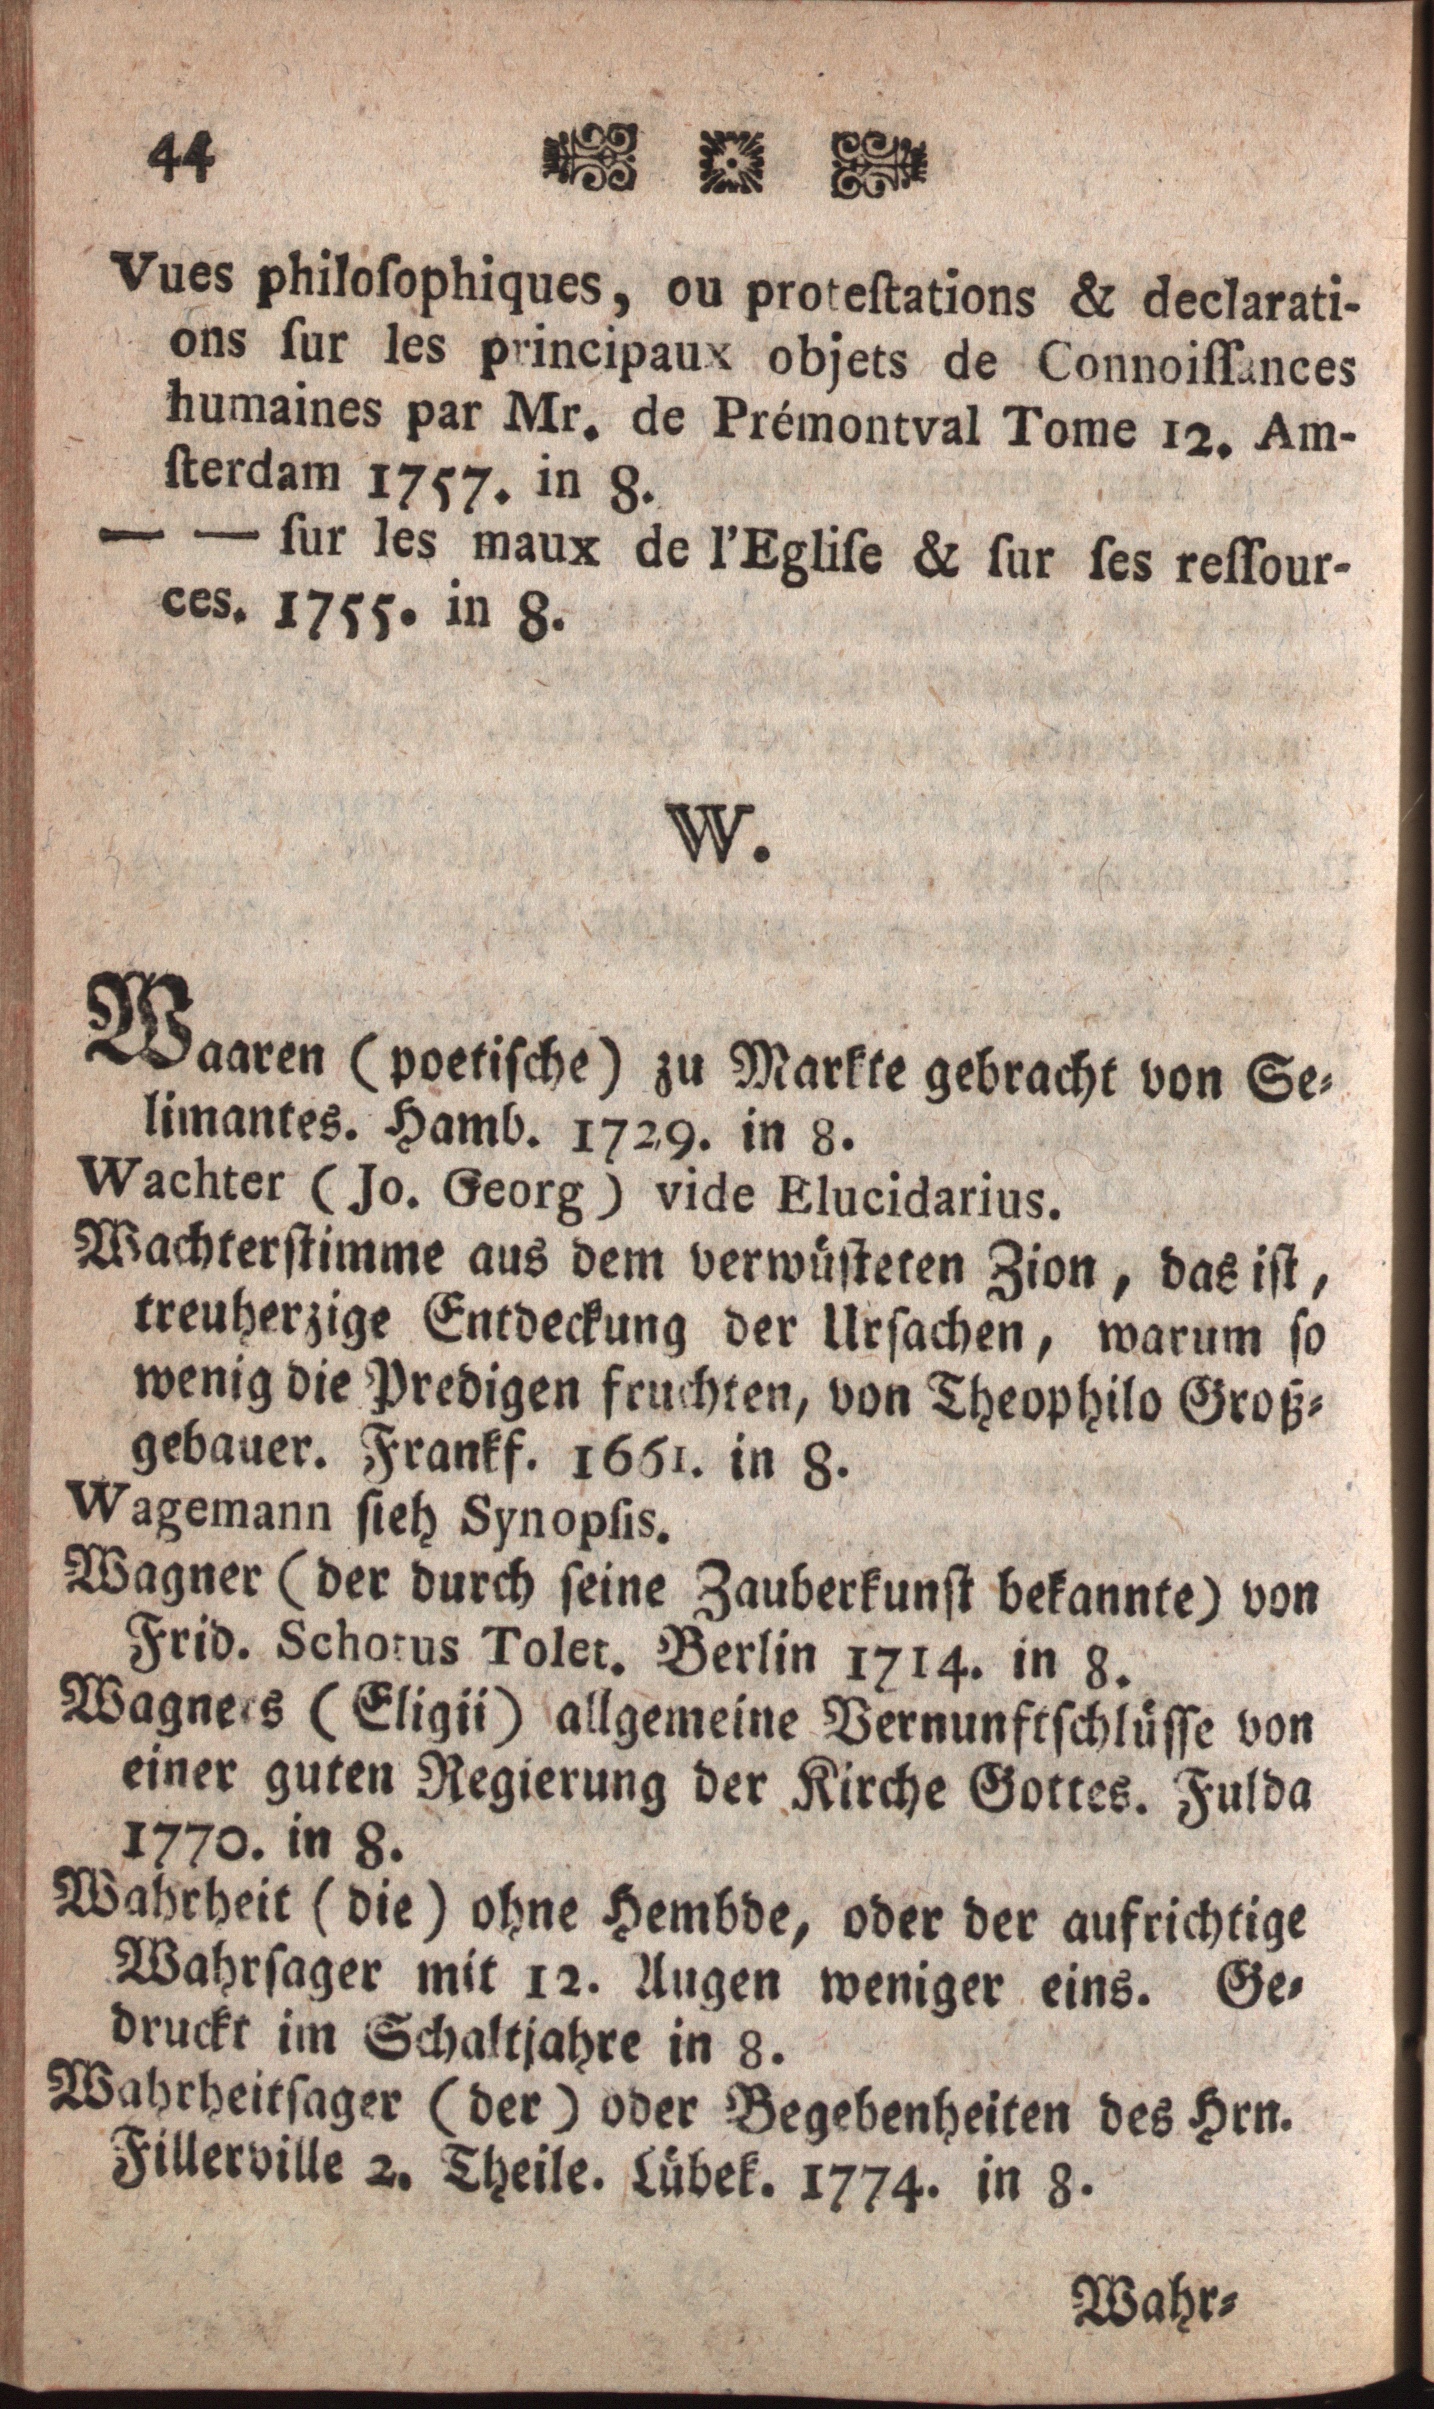 44
Vues philoſophiques, ou proteſtations & declarati-
ons ſur les principaux objets de Connoiſſances
humaines par Mr. de Prémontval Tome 12. Am-
ſterdam 1757. in 8.
— — ſur les maux de l'Egliſe & ſur ſes reſſour-
ces. 1755. in 8.
W.
Waaren (poetiſche) zu Markte gebracht von Se-
limantes. Hamb. 1729. in 8.
Wachter (Jo. Georg) vide Elucidarius.
Wachterſtimme aus dem verwüſteten Zion, das iſt,
treuherzige Entdeckung der Urſachen, warum ſo
wenig die Predigen fruchten, von Theophilo Groß-
gebauer. Frankf. 1661. in 8.
Wagemann ſieh Synopſis.
Wagner (der durch ſeine Zauberkunſt bekannte) von
Frid. Schotus Tolet. Berlin 1714. in 8.
Wagners (Eligii) allgemeine Vernunftſchlüſſe von
einer guten Regierung der Kirche Gottes. Fulda
1770. in 8.
Wahrheit (die) ohne Hembde, oder der aufrichtige
Wahrſager mit 12. Augen weniger eins. Ge-
druckt im Schaltjahre in 8.
Wahrheitſager (der) oder Begebenheiten des Hrn.
Fillerville 2. Theile. Lübek. 1774. in 8.
Wahr-